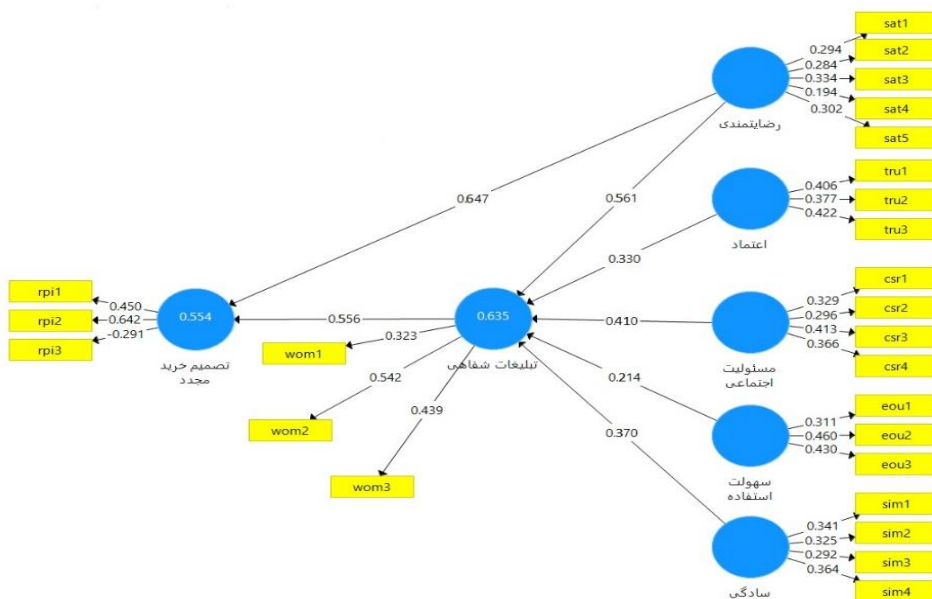 sat1
0.294
sat2
0.284
sat3
0.334
sat4
0.194
sat5
0.302
رضایتمندی
tru1
0.406
tru2
0.377
tru3
0.422
اعتماد
0.647
0.561
0.330
rpi1
0.450
rpi2
0.642
rpi3
-0.291
0.554
تصمیم خرید
مجدد
0.556
0.635
تبلیغات شفاهی
wom1
0.323
wom2
0.542
wom3
0.439
0.410
0.214
0.370
csr1
0.329
csr2
0.296
csr3
0.413
csr4
0.366
مسئولیت
اجتماعی
eou1
0.311
eou2
0.460
eou3
0.430
سهولت
استفاده
sim1
0.341
sim2
0.325
sim3
0.292
sim4
0.364
سادگی